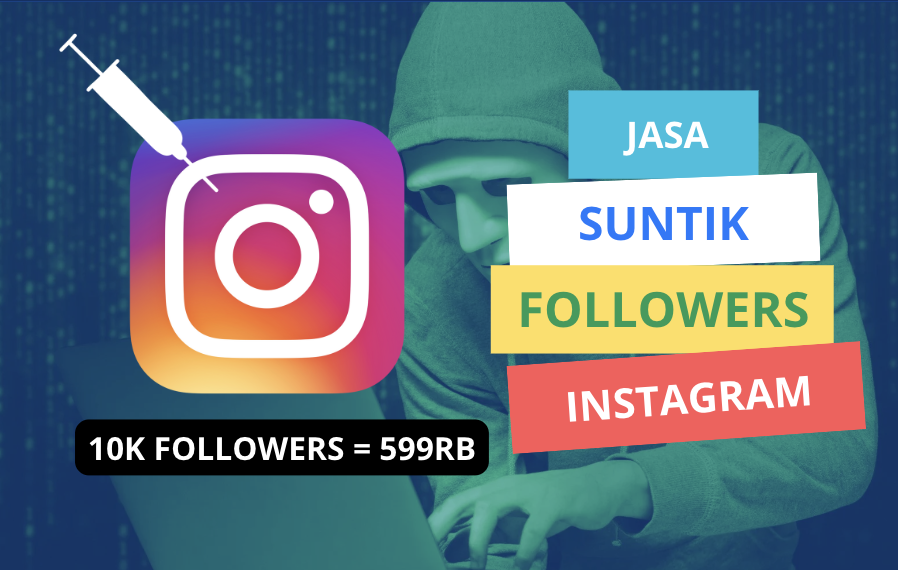 JASA
SUNTIK
FOLLOWERS
INSTAGRAM
10K FOLLOWERS = 599RB